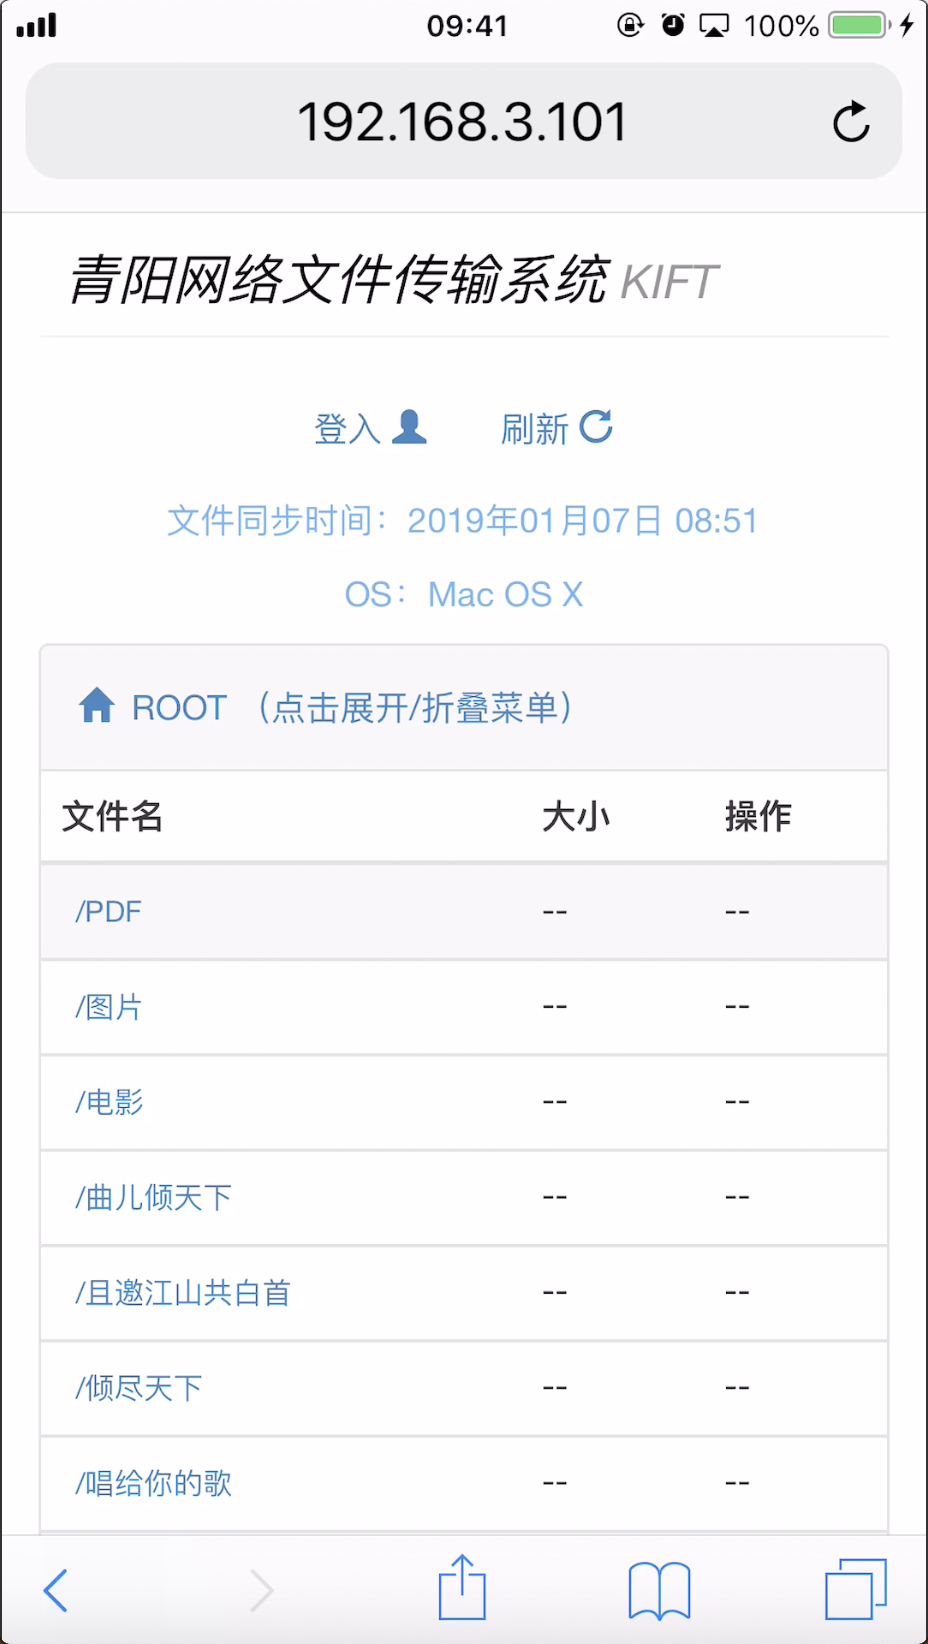 09:41 100%
192.168.3.101
青阳网络文件传输系统 KIFT
登入 刷新
文件同步时间：2019年01月07日 08:51
OS：Mac OS X
ROOT （点击展开/折叠菜单）
文件名 大小 操作
/PDF -- --
/图片 -- --
/电影 -- --
/曲儿倾天下 -- --
/且邀江山共白首 -- --
/倾尽天下 -- --
/唱给你的歌 -- --